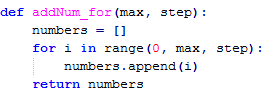 def addNum_for(max, step):
    numbers = []
    for i in range(0, max, step):
        numbers.append(i)
    return numbers